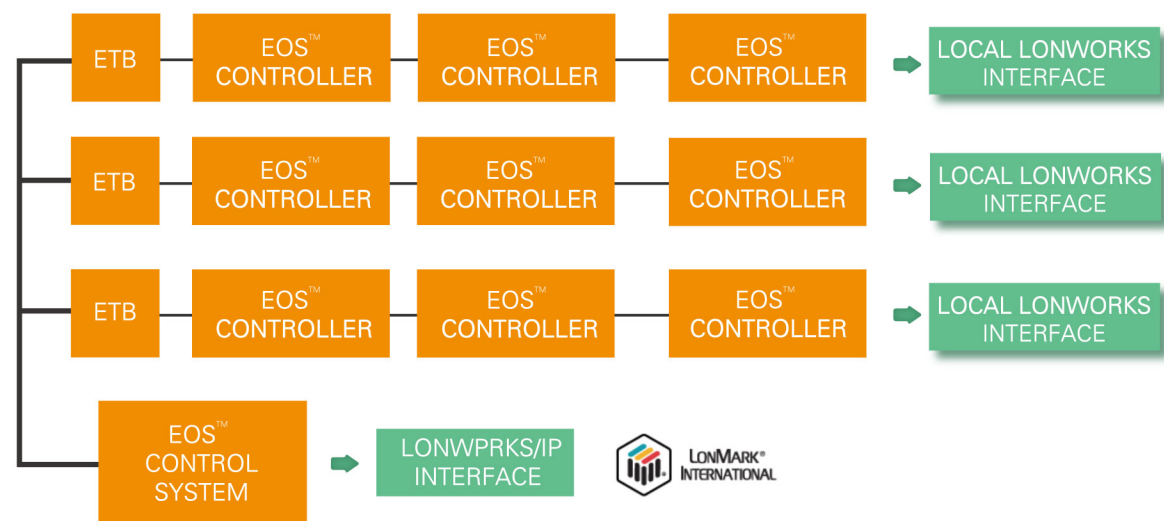 ETB
EOS™
CONTROLLER
EOS™
CONTROLLER
EOS™
CONTROLLER
LOCAL LONWORKS
INTERFACE
ETB
EOS™
CONTROLLER
EOS™
CONTROLLER
EOS™
CONTROLLER
LOCAL LONWORKS
INTERFACE
ETB
EOS™
CONTROLLER
EOS™
CONTROLLER
EOS™
CONTROLLER
LOCAL LONWORKS
INTERFACE
EOS™
CONTROL
SYSTEM
LONWPRKS/IP
INTERFACE
LONMARK®
INTERNATIONAL